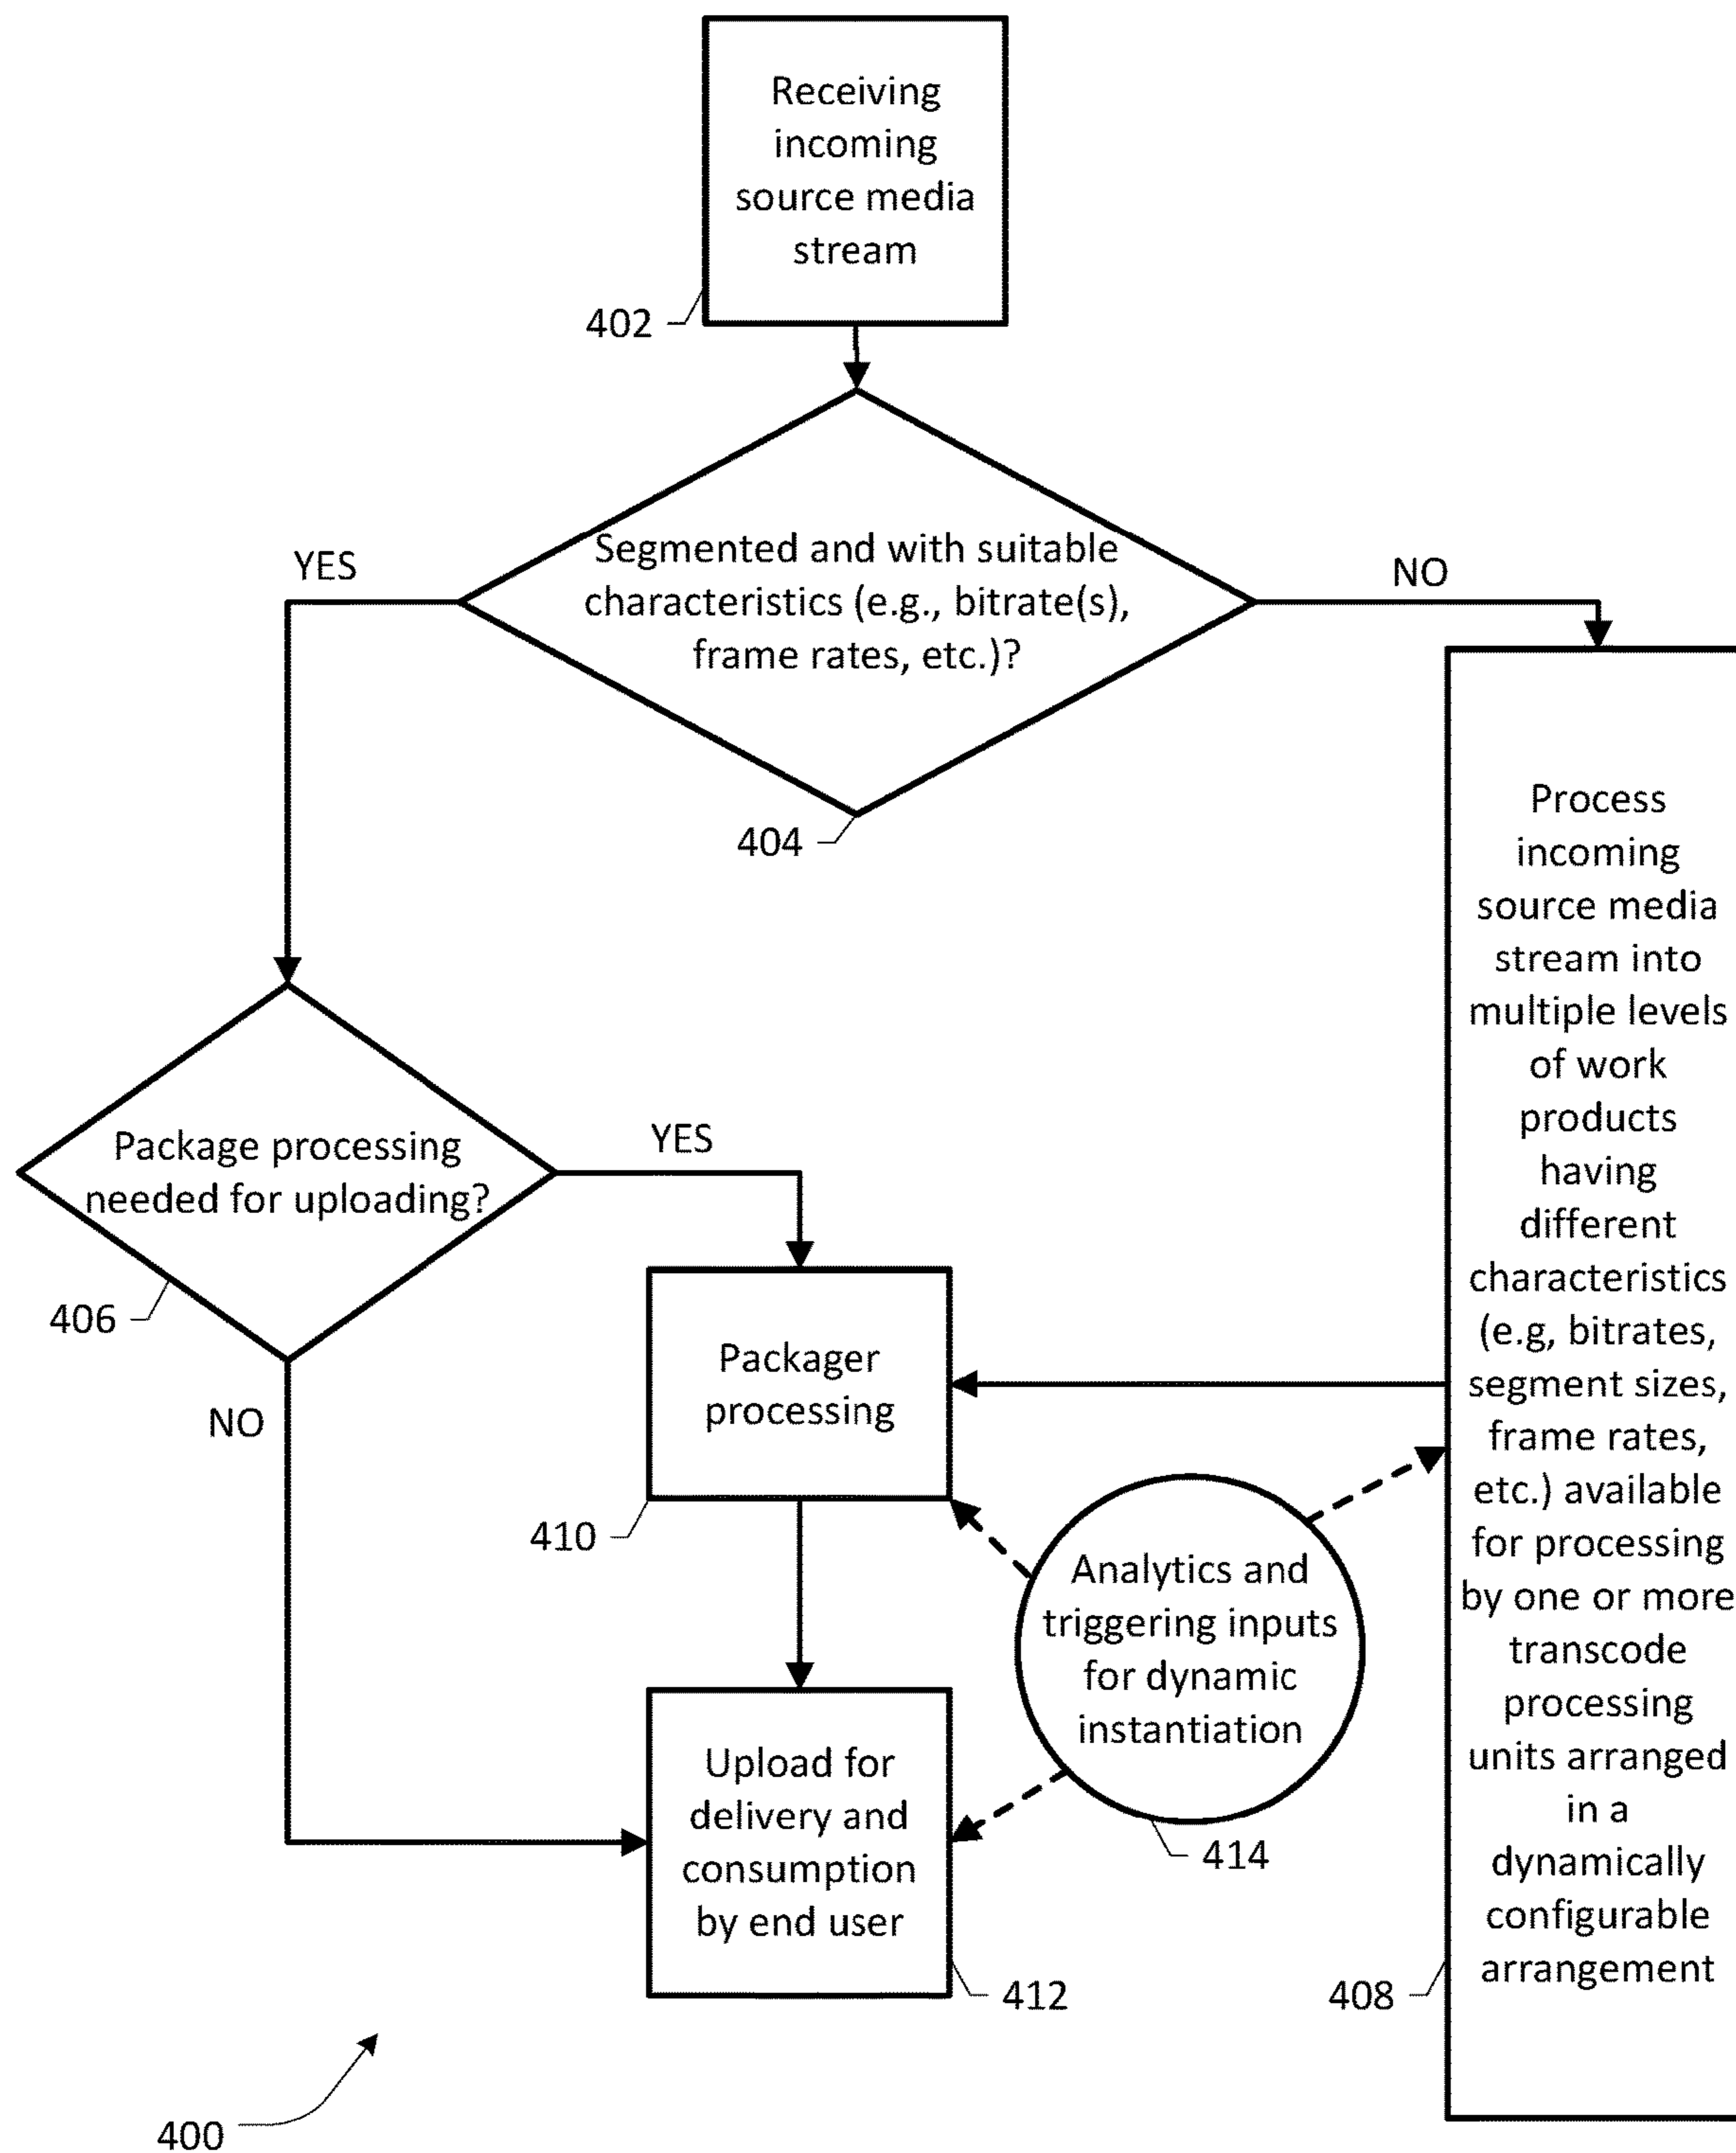 Receiving
incoming
source media
stream
402
Segmented and with suitable
characteristics (e.g., bitrate(s),
frame rates, etc.)?
YES
NO
404
Package processing
needed for uploading?
YES
406
NO
Process
incoming
source media
stream into
multiple levels
of work
products
having
different
characteristics
(e.g, bitrates,
segment sizes,
frame rates,
etc.) available
for processing
by one or more
transcode
processing
units arranged
in a
dynamically
configurable
arrangement
408
Packager
processing
410
Analytics and
triggering inputs
for dynamic
instantiation
414
Upload for
delivery and
consumption
by end user
412
400